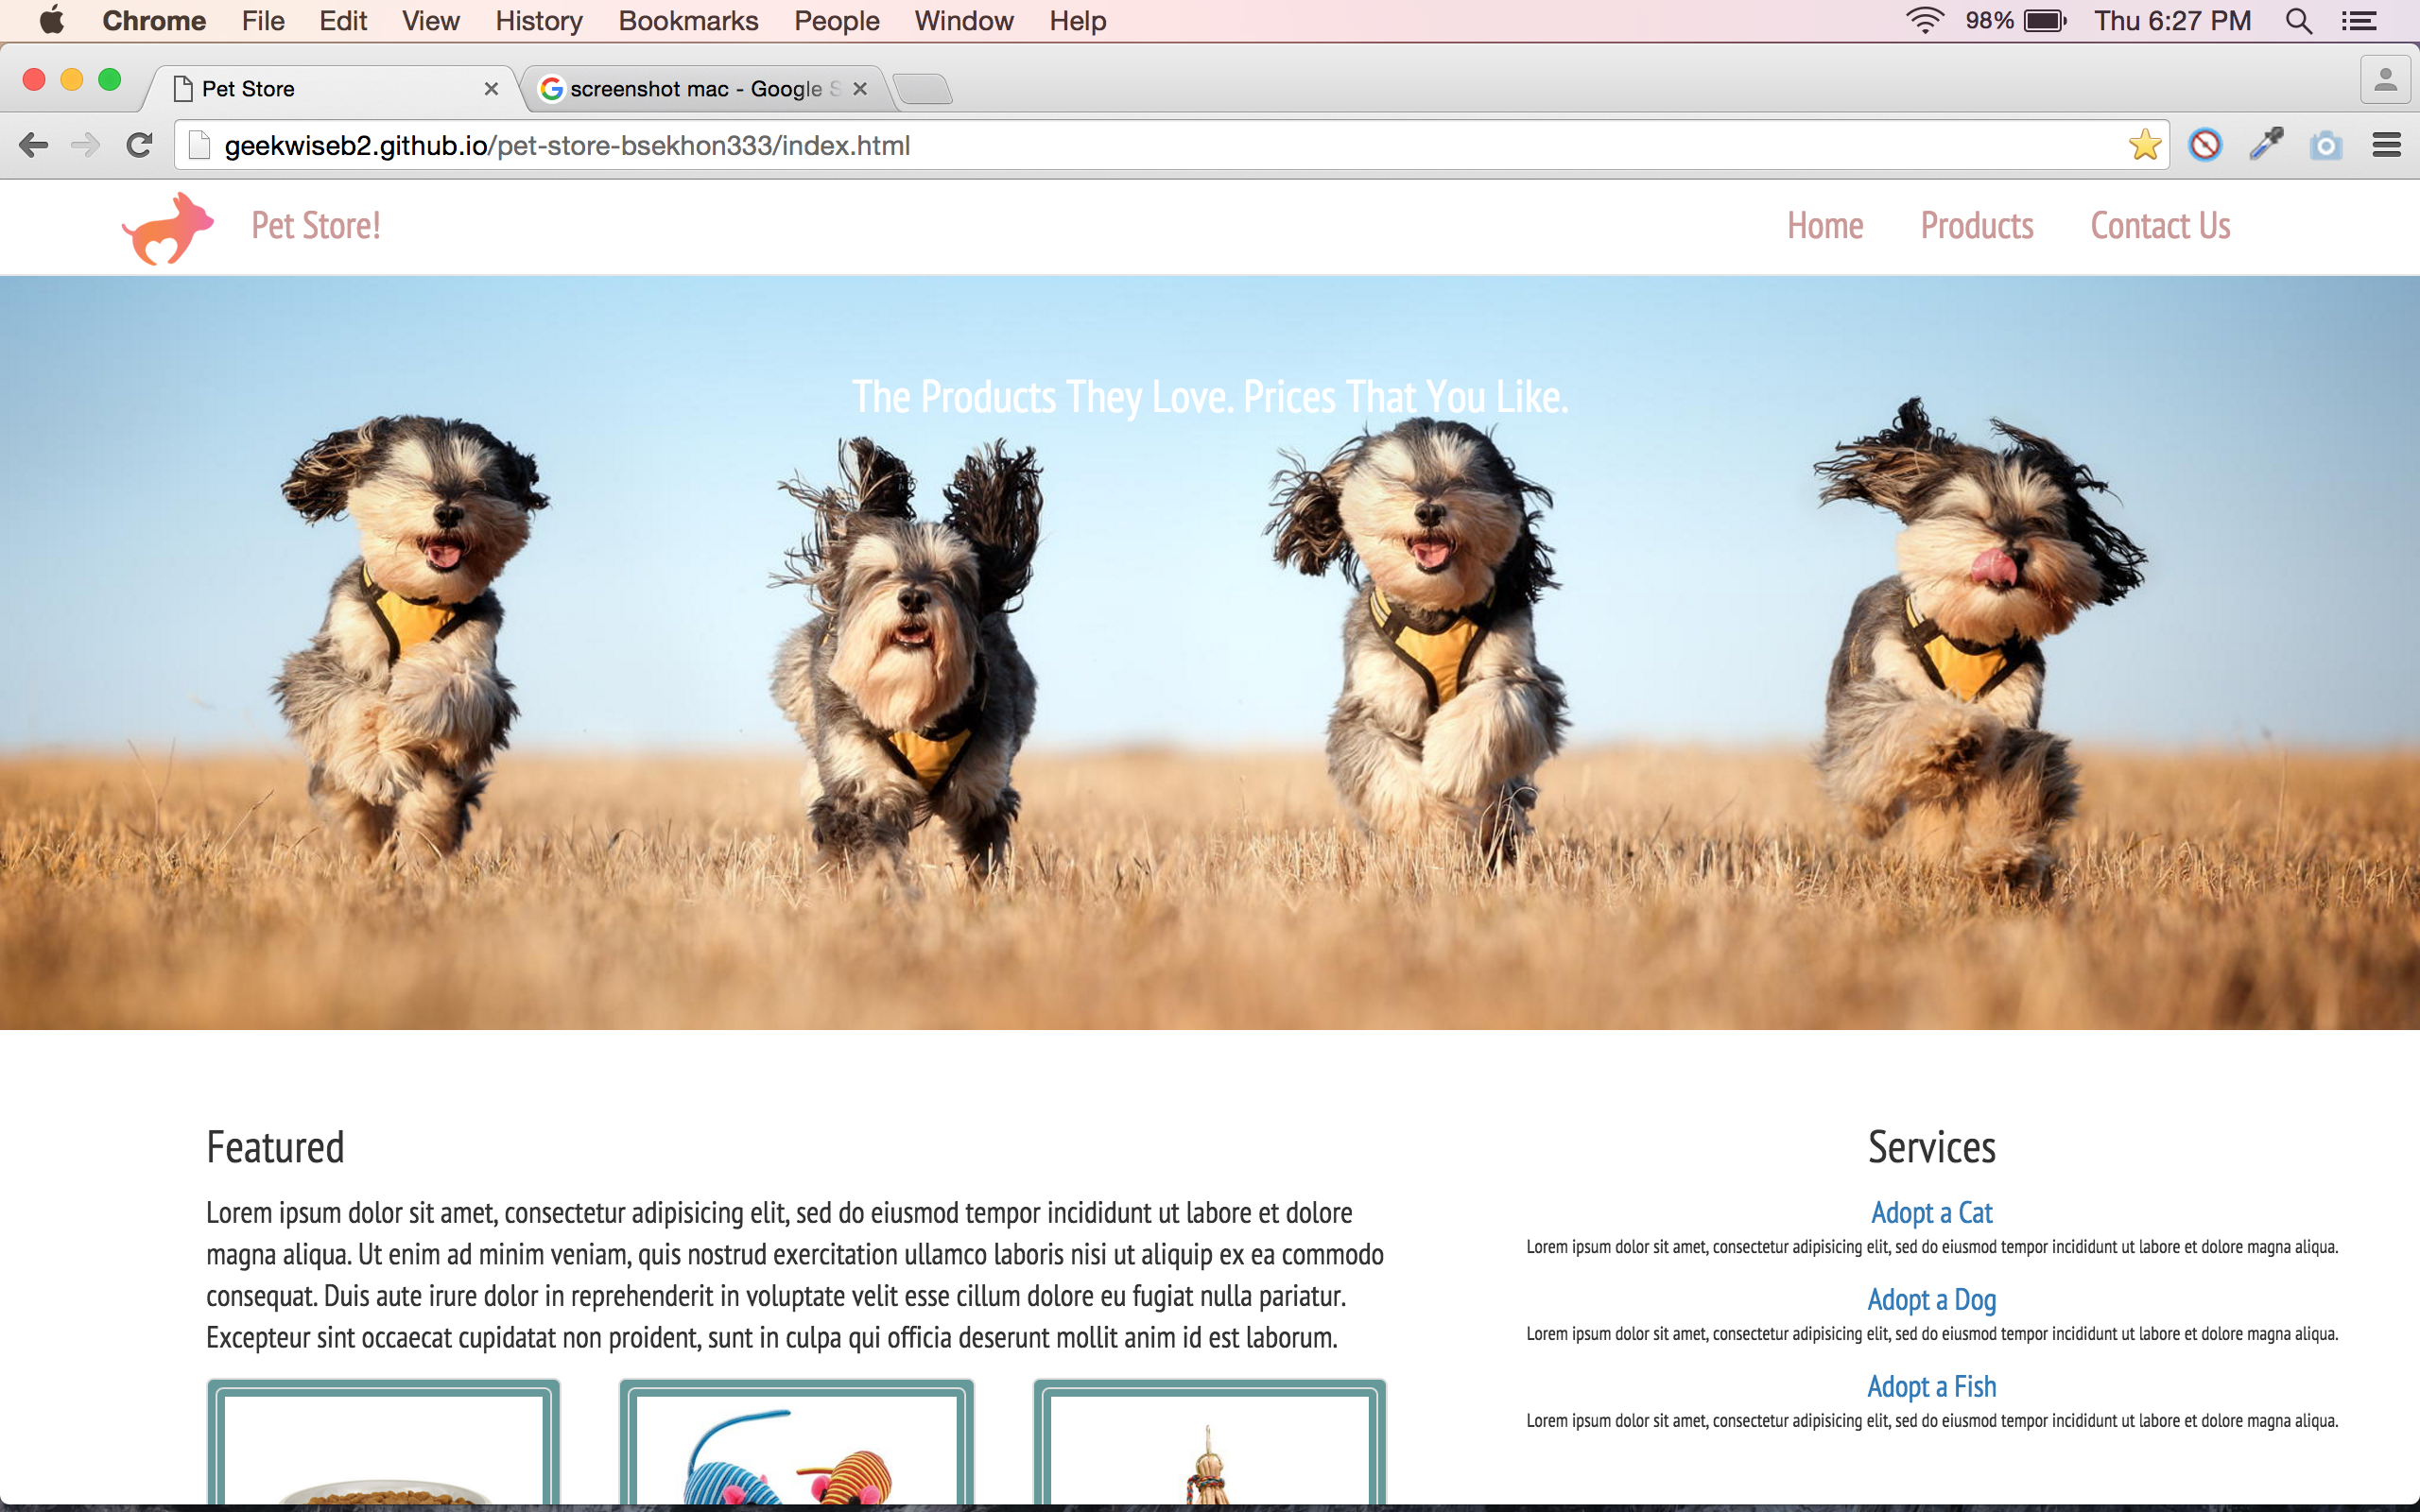 Chrome File Edit View History Bookmarks People Window Help 98% Thu 6:27 PM
Pet Store screenshot mac - Google S
geekwiseb2.github.io/pet-store-bsekhon333/index.html
Pet Store! Home Products Contact Us
The Products They Love. Prices That You Like.
Featured
Lorem ipsum dolor sit amet, consectetur adipisicing elit, sed do eiusmod tempor incididunt ut labore et dolore
magna aliqua. Ut enim ad minim veniam, quis nostrud exercitation ullamco laboris nisi ut aliquip ex ea commodo
consequat. Duis aute irure dolor in reprehenderit in voluptate velit esse cillum dolore eu fugiat nulla pariatur.
Excepteur sint occaecat cupidatat non proident, sunt in culpa qui officia deserunt mollit anim id est laborum.
Services
Adopt a Cat
Lorem ipsum dolor sit amet, consectetur adipisicing elit, sed do eiusmod tempor incididunt ut labore et dolore magna aliqua.
Adopt a Dog
Lorem ipsum dolor sit amet, consectetur adipisicing elit, sed do eiusmod tempor incididunt ut labore et dolore magna aliqua.
Adopt a Fish
Lorem ipsum dolor sit amet, consectetur adipisicing elit, sed do eiusmod tempor incididunt ut labore et dolore magna aliqua.